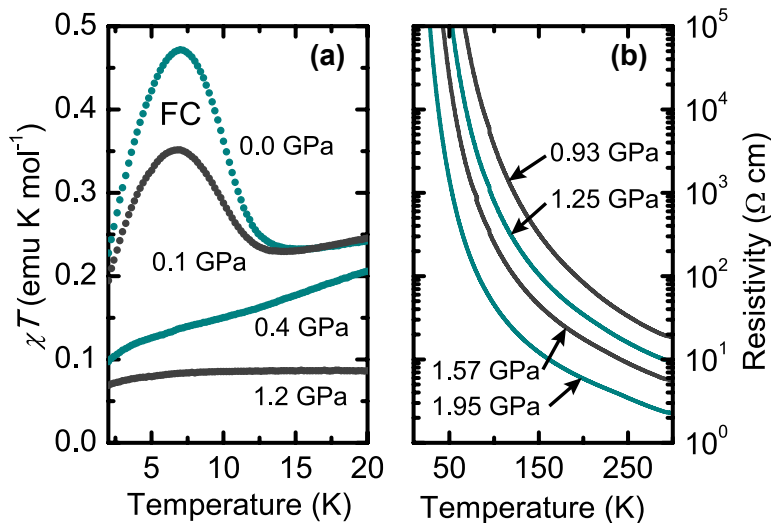 (a)
FC
0.0 GPa
0.1 GPa
0.4 GPa
1.2 GPa
χT (emu K mol⁻¹)
0.5
0.4
0.3
0.2
0.1
0.0
5 10 15 20
Temperature (K)
(b)
0.93 GPa
1.25 GPa
1.57 GPa
1.95 GPa
10⁵
10⁴
10³
10²
10¹
10⁰
Resistivity (Ω cm)
50 150 250
Temperature (K)